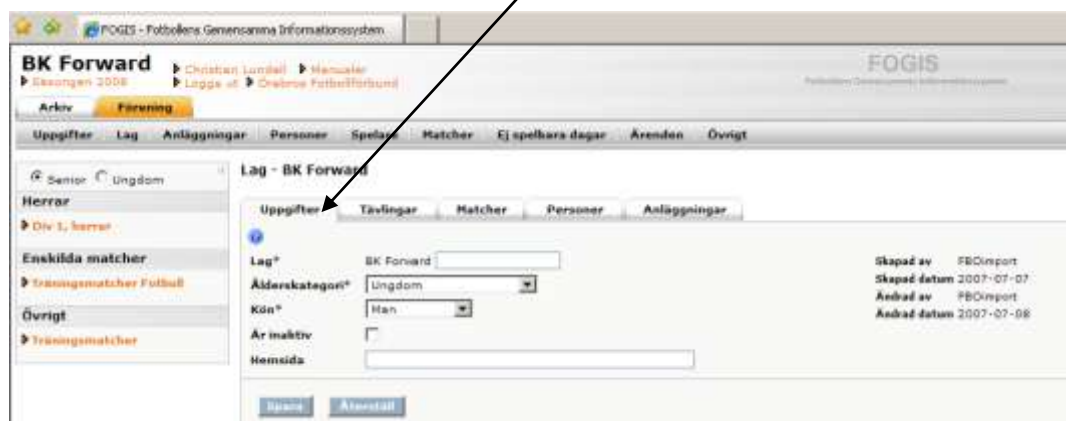 FOGIS - Fotbollens Gemensamma Informationssystem
BK Forward
Säsongen 2008
Christian Lundell Manualer
Logga ut Örebros Fotbollförbund
FOGIS
Arkiv Förening
Uppgifter Lag Anläggningar Personer Spelare Matcher Ej spelbara dagar Ärenden Övrigt
Senior Ungdom
Herrar
Div 1, herrar
Enskilda matcher
Träningsmatcher Fotboll
Övrigt
Träningsmatcher
Lag - BK Forward
Uppgifter Tävlingar Matcher Personer Anläggningar
Lag* BK Forward
Ålderskategori* Ungdom
Kön* Man
Är inaktiv
Hemsida
Skapad av FBOimport
Skapad datum 2007-07-07
Ändrad av FBOimport
Ändrad datum 2007-07-08
Spara Återställ